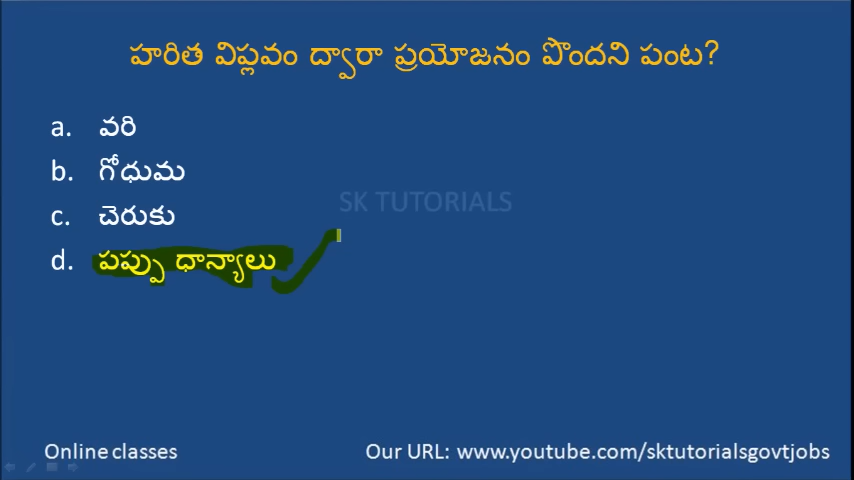 హరిత విప్లవం ద్వారా ప్రయోజనం పొందని పంట?
a. వరి
b. గోధుమ
SK TUTORIALS
c. చెరుకు
d. పప్పు ధాన్యాలు
Online classes Our URL: www.youtube.com/sktutorialsgovtjobs